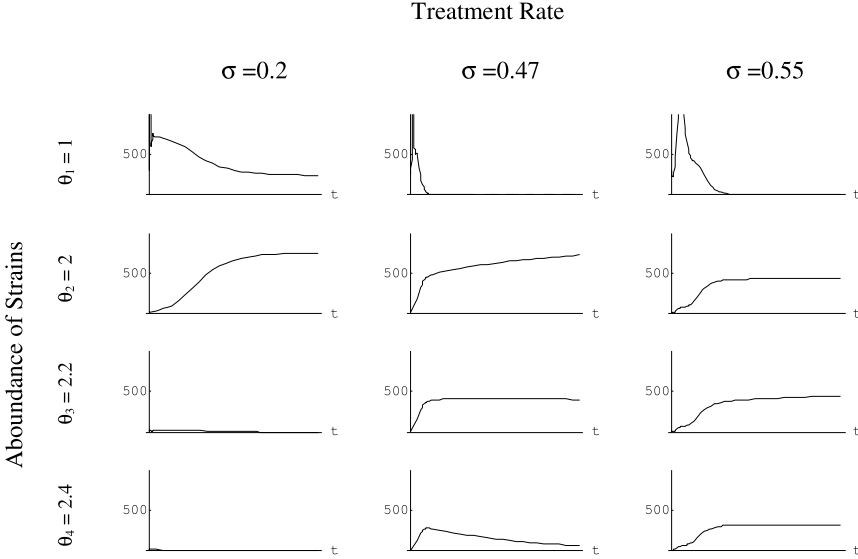 Treatment Rate
σ =0.2 σ =0.47 σ =0.55
Aboundance of Strains
θ₁ = 1
500 t 500 t 500 t
θ₂ = 2
500 t 500 t 500 t
θ₃ = 2.2
500 t 500 t 500 t
θ₄ = 2.4
500 t 500 t 500 t